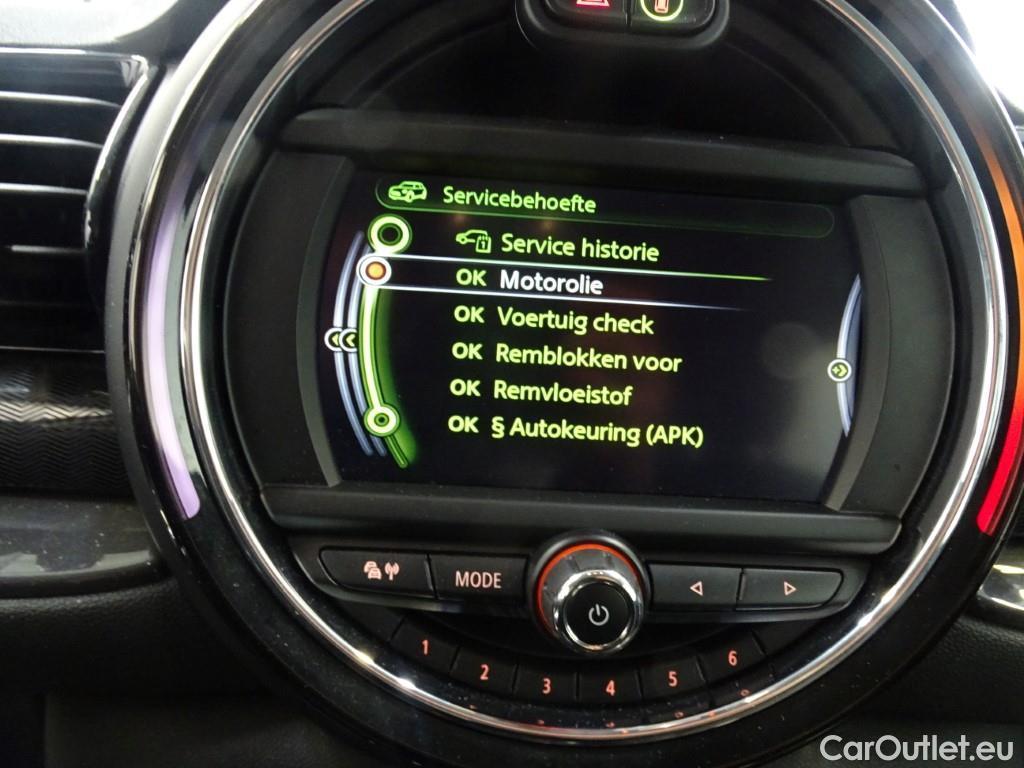 Servicebehoefte
Service historie
OK Motorolie
OK Voertuig check
OK Remblokken voor
OK Remvloeistof
OK § Autokeuring (APK)
MODE
1 2 3 4 5 6
CarOutlet.eu